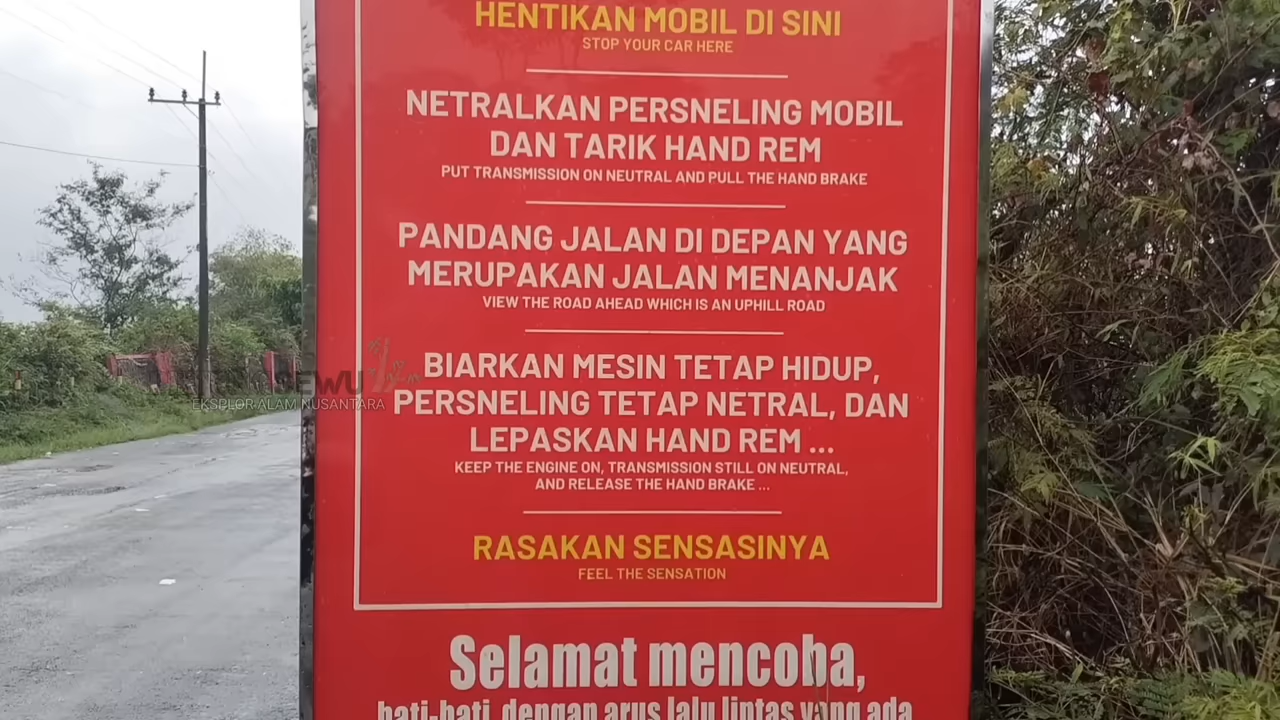 HENTIKAN MOBIL DI SINI
STOP YOUR CAR HERE
NETRALKAN PERSNELING MOBIL
DAN TARIK HAND REM
PUT TRANSMISSION ON NEUTRAL AND PULL THE HAND BRAKE
PANDANG JALAN DI DEPAN YANG
MERUPAKAN JALAN MENANJAK
VIEW THE ROAD AHEAD WHICH IS AN UPHILL ROAD
BIARKAN MESIN TETAP HIDUP,
PERSNELING TETAP NETRAL, DAN
LEPASKAN HAND REM ...
KEEP THE ENGINE ON, TRANSMISSION STILL ON NEUTRAL,
AND RELEASE THE HAND BRAKE ...
RASAKAN SENSASINYA
FEEL THE SENSATION
Selamat mencoba,
hati-hati dengan arus lalu lintas yang ada
EKSPLOR ALAM NUSANTARA